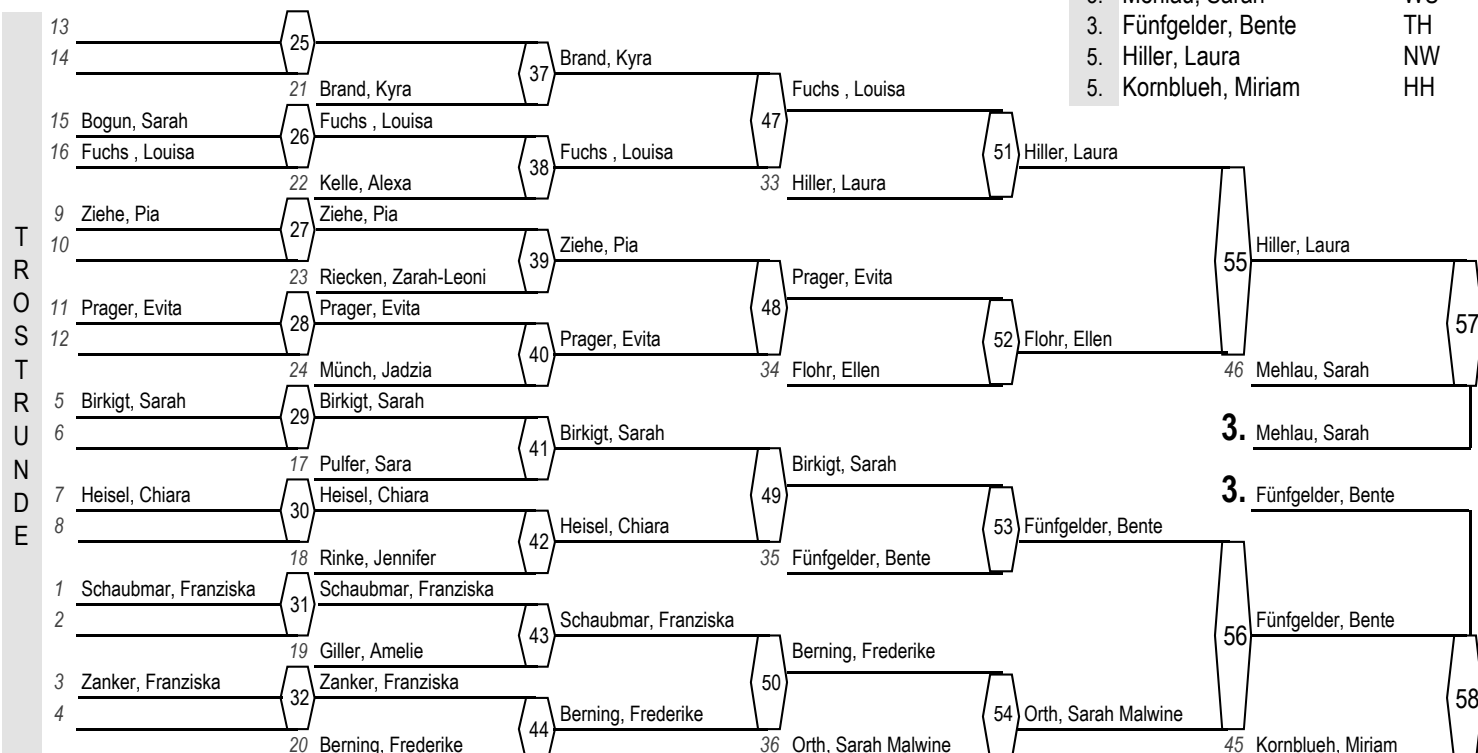 3. Mehlau, Sarah WÜ
3. Fünfgelder, Bente TH
5. Hiller, Laura NW
5. Kornblueh, Miriam HH
TROSTRUNDE
13
14
25
21 Brand, Kyra
37 Brand, Kyra
15 Bogun, Sarah
16 Fuchs , Louisa
26 Fuchs , Louisa
22 Kelle, Alexa
38 Fuchs , Louisa
47 Fuchs , Louisa
33 Hiller, Laura
51 Hiller, Laura
9 Ziehe, Pia
10
27 Ziehe, Pia
23 Riecken, Zarah-Leoni
39 Ziehe, Pia
11 Prager, Evita
12
28 Prager, Evita
24 Münch, Jadzia
40 Prager, Evita
48 Prager, Evita
34 Flohr, Ellen
52 Flohr, Ellen
55 Hiller, Laura
46 Mehlau, Sarah
57
3. Mehlau, Sarah
5 Birkigt, Sarah
6
29 Birkigt, Sarah
17 Pulfer, Sara
41 Birkigt, Sarah
7 Heisel, Chiara
8
30 Heisel, Chiara
18 Rinke, Jennifer
42 Heisel, Chiara
49 Birkigt, Sarah
35 Fünfgelder, Bente
53 Fünfgelder, Bente
3. Fünfgelder, Bente
1 Schaubmar, Franziska
2
31 Schaubmar, Franziska
19 Giller, Amelie
43 Schaubmar, Franziska
3 Zanker, Franziska
4
32 Zanker, Franziska
20 Berning, Frederike
44 Berning, Frederike
50 Berning, Frederike
36 Orth, Sarah Malwine
54 Orth, Sarah Malwine
56 Fünfgelder, Bente
45 Kornblueh, Miriam
58